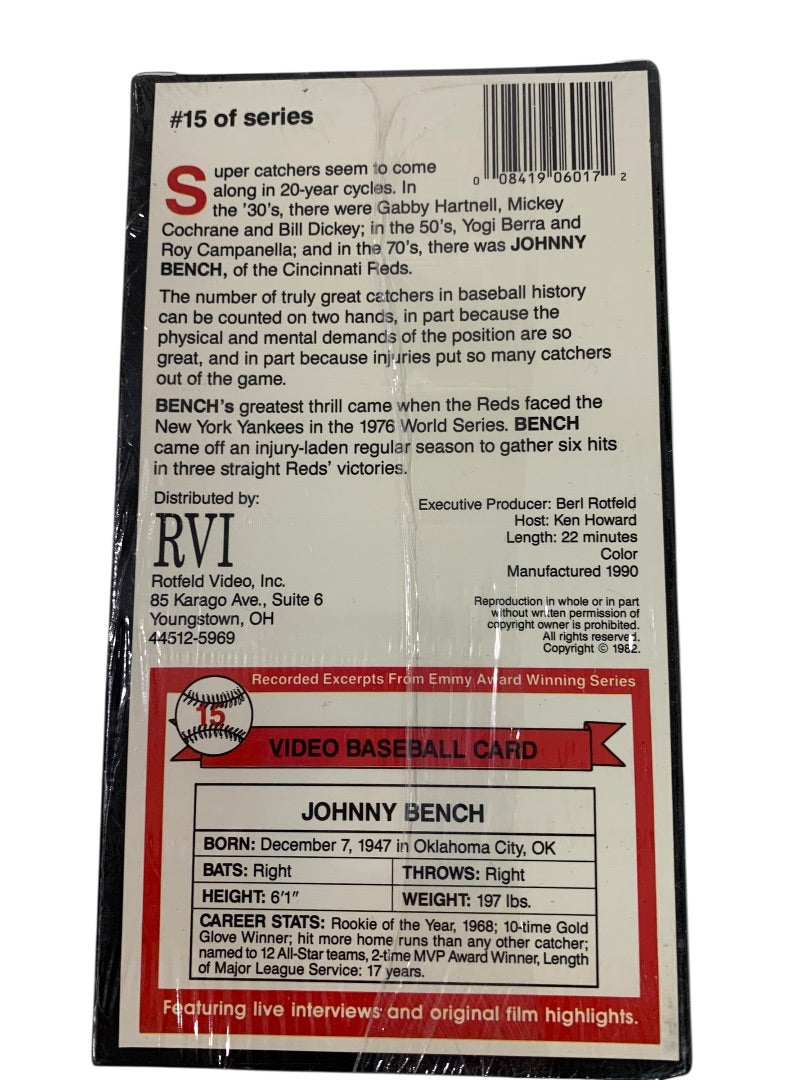 #15 of series
0 08419 06017 2
Super catchers seem to come
along in 20-year cycles. In
the '30's, there were Gabby Hartnell, Mickey
Cochrane and Bill Dickey; in the 50's, Yogi Berra and
Roy Campanella; and in the 70's, there was JOHNNY
BENCH, of the Cincinnati Reds.
The number of truly great catchers in baseball history
can be counted on two hands, in part because the
physical and mental demands of the position are so
great, and in part because injuries put so many catchers
out of the game.
BENCH's greatest thrill came when the Reds faced the
New York Yankees in the 1976 World Series. BENCH
came off an injury-laden regular season to gather six hits
in three straight Reds' victories.
Distributed by:
RVI
Rotfeld Video, Inc.
85 Karago Ave., Suite 6
Youngstown, OH
44512-5969
Executive Producer: Berl Rotfeld
Host: Ken Howard
Length: 22 minutes
Color
Manufactured 1990
Reproduction in whole or in part
without written permission of
copyright owner is prohibited.
All rights reserved.
Copyright © 1982.
Recorded Excerpts From Emmy Award Winning Series
15
VIDEO BASEBALL CARD
JOHNNY BENCH
BORN: December 7, 1947 in Oklahoma City, OK
BATS: Right THROWS: Right
HEIGHT: 6'1" WEIGHT: 197 lbs.
CAREER STATS: Rookie of the Year, 1968; 10-time Gold
Glove Winner; hit more home runs than any other catcher;
named to 12 All-Star teams, 2-time MVP Award Winner, Length
of Major League Service: 17 years.
Featuring live interviews and original film highlights.